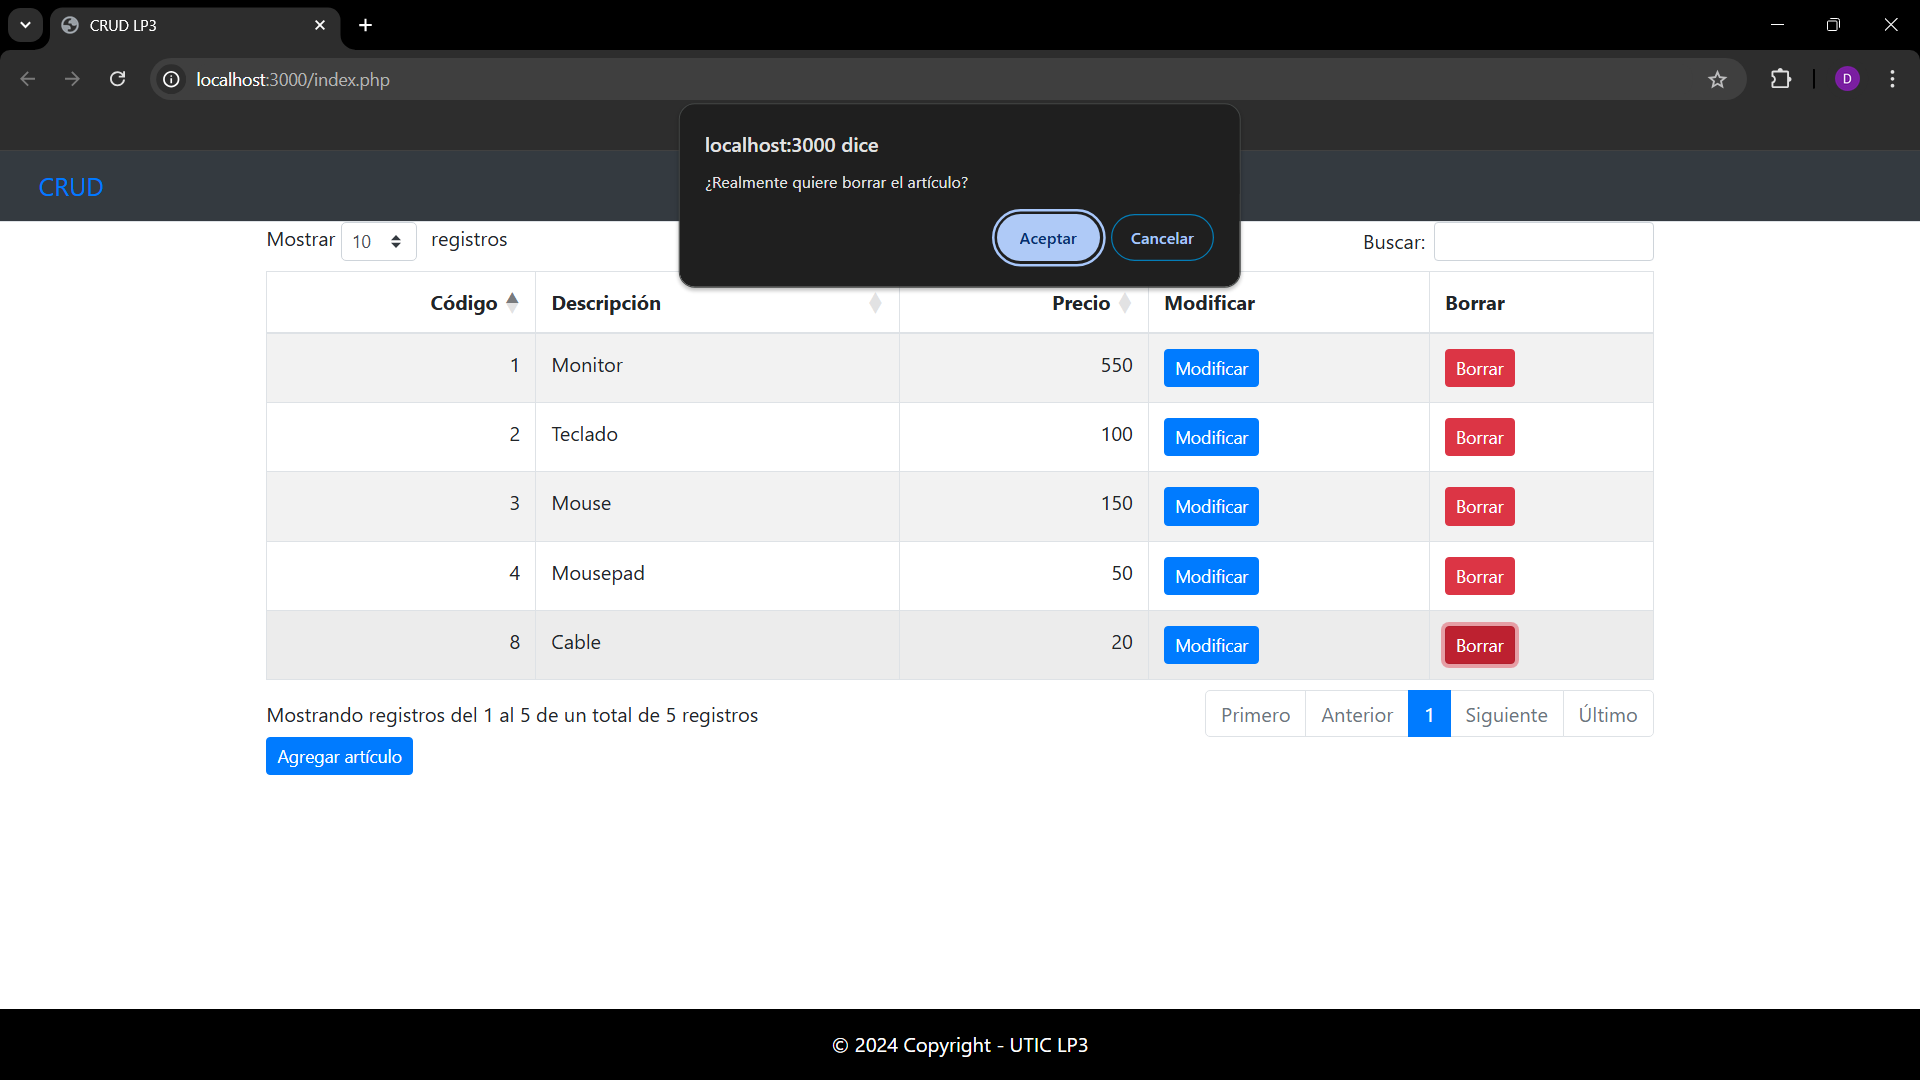 CRUD LP3
localhost:3000/index.php
D
localhost:3000 dice
¿Realmente quiere borrar el artículo?
Aceptar Cancelar
CRUD
Mostrar 10 registros Buscar:
Código Descripción Precio Modificar Borrar
1 Monitor 550 Modificar Borrar
2 Teclado 100 Modificar Borrar
3 Mouse 150 Modificar Borrar
4 Mousepad 50 Modificar Borrar
8 Cable 20 Modificar Borrar
Mostrando registros del 1 al 5 de un total de 5 registros Primero Anterior 1 Siguiente Último
Agregar artículo
© 2024 Copyright - UTIC LP3